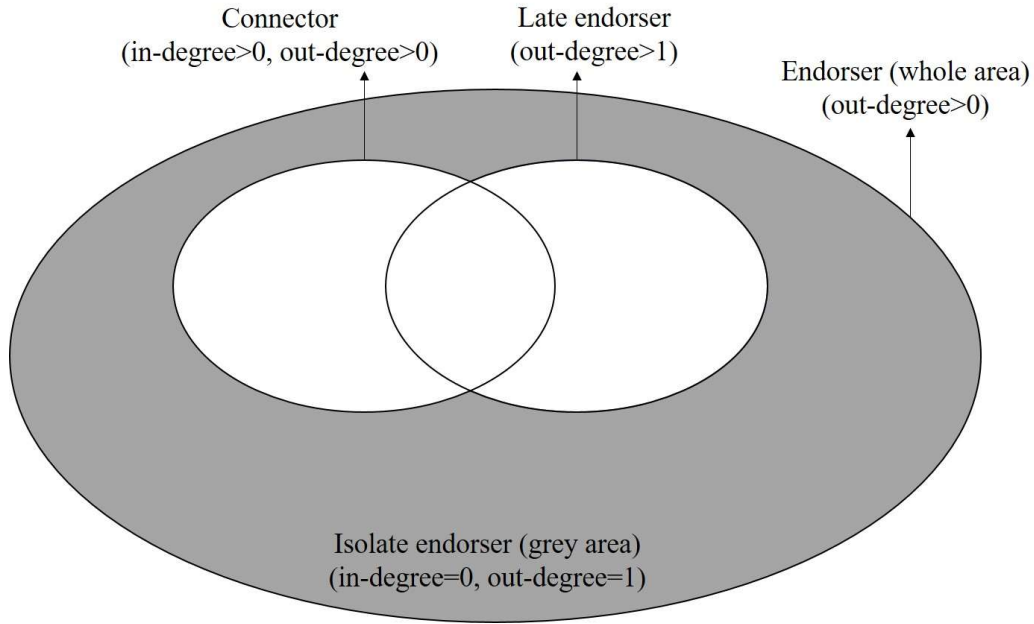 Connector
(in-degree>0, out-degree>0)
Late endorser
(out-degree>1)
Endorser (whole area)
(out-degree>0)
Isolate endorser (grey area)
(in-degree=0, out-degree=1)